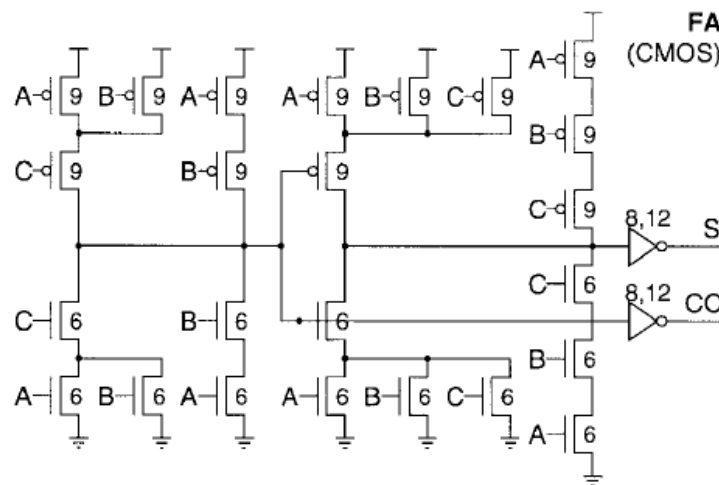 FA
A 9 (CMOS)
A 9 B 9 A 9 A 9 B 9 C 9
B 9
C 9 B 9 9
C 9
8,12 S
C 6
8,12 CO
C 6 B 6 6
B 6
A 6 B 6 A 6 A 6 B 6 C 6
A 6